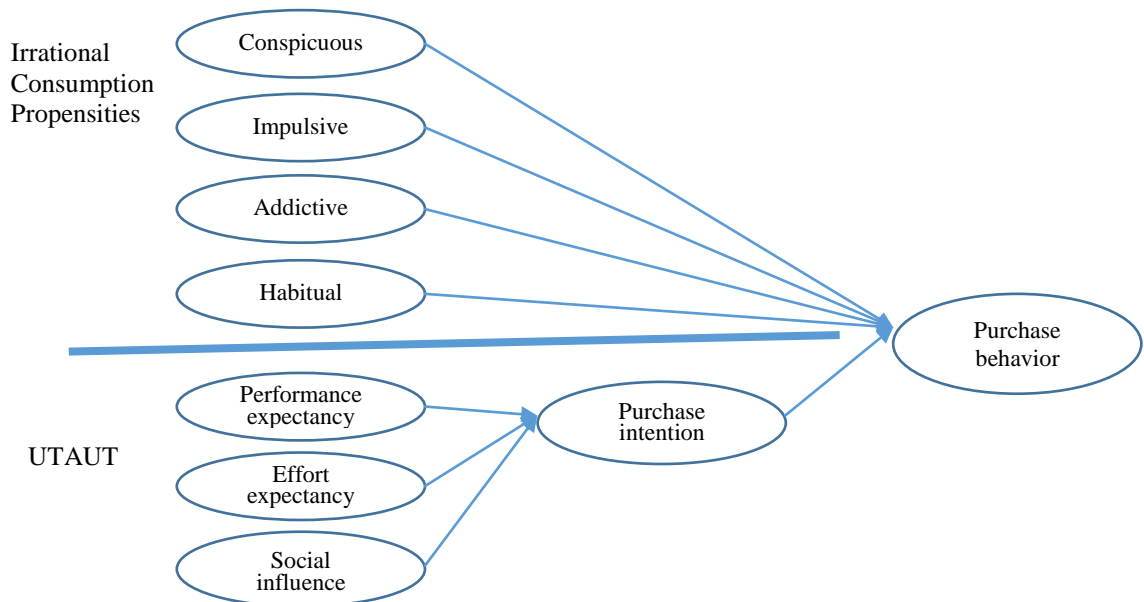 Irrational
Consumption
Propensities
Conspicuous
Impulsive
Addictive
Habitual
Purchase
behavior
UTAUT
Performance
expectancy
Effort
expectancy
Social
influence
Purchase
intention